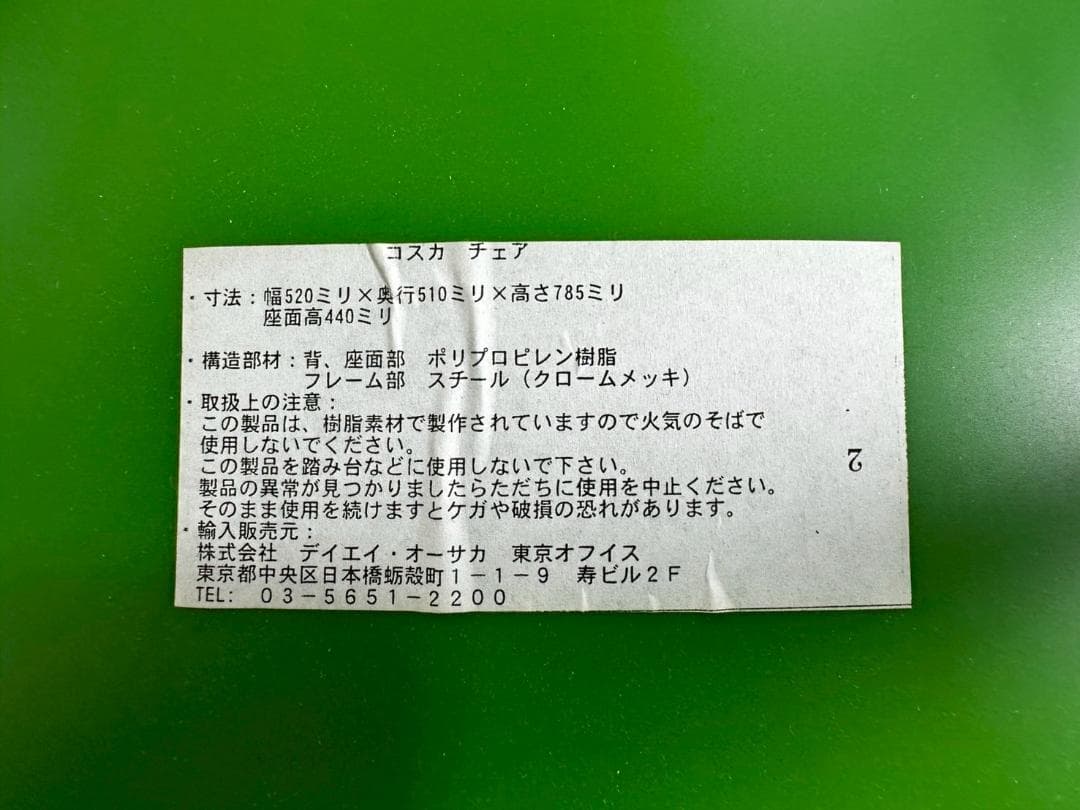 コスカ チェア
・寸法：幅520ミリ×奥行510ミリ×高さ785ミリ
座面高440ミリ
・構造部材：背、座面部 ポリプロピレン樹脂
フレーム部 スチール（クロームメッキ）
・取扱上の注意：
この製品は、樹脂素材で製作されていますので火気のそばで
使用しないでください。
この製品を踏み台などに使用しないで下さい。
製品の異常が見つかりましたらただちに使用を中止ください。
そのまま使用を続けますとケガや破損の恐れがあります。
・輸入販売元：
株式会社 デイエイ・オーサカ 東京オフイス
東京都中央区日本橋蛎殻町１－１－９ 寿ビル２Ｆ
TEL: ０３－５６５１－２２００
2